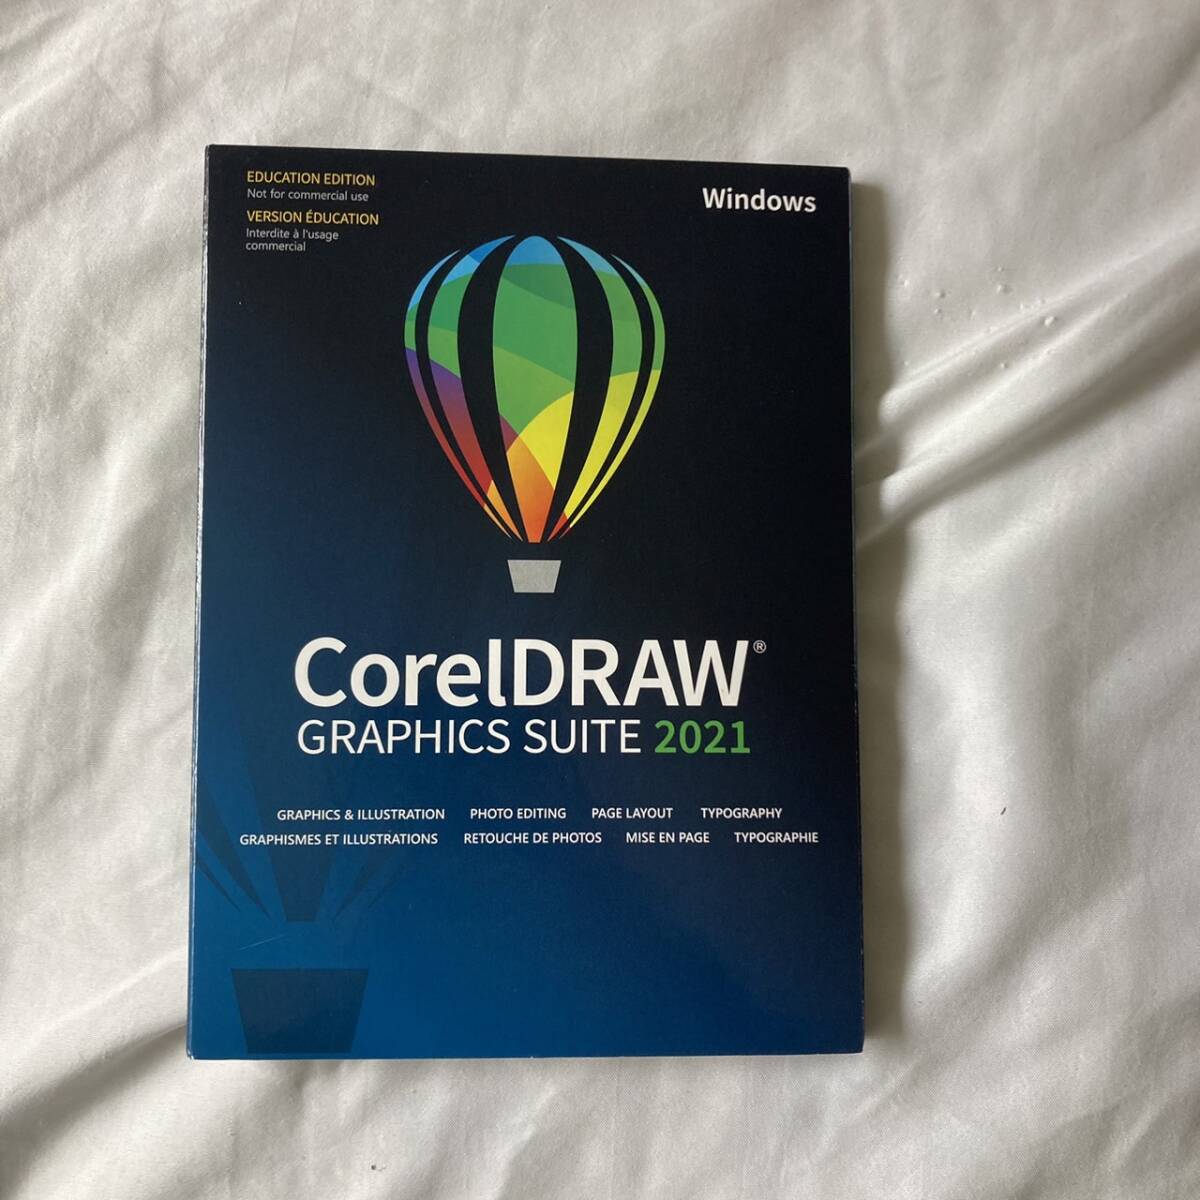 EDUCATION EDITION
Not for commercial use
VERSION ÉDUCATION
Interdite à l'usage
commercial
Windows
CorelDRAW®
GRAPHICS SUITE 2021
GRAPHICS & ILLUSTRATION PHOTO EDITING PAGE LAYOUT TYPOGRAPHY
GRAPHISMES ET ILLUSTRATIONS RETOUCHE DE PHOTOS MISE EN PAGE TYPOGRAPHIE